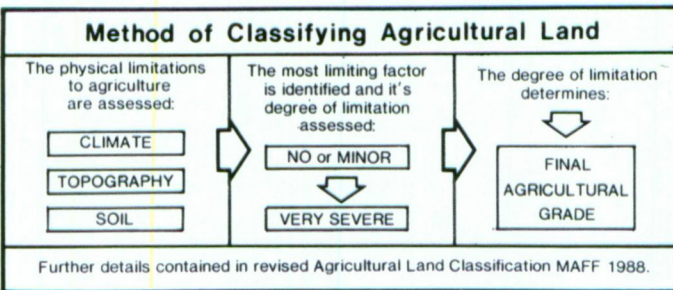 Method of Classifying Agricultural Land
The physical limitations
to agriculture
are assessed:
CLIMATE
TOPOGRAPHY
SOIL
The most limiting factor
is identified and it's
degree of limitation
assessed:
NO or MINOR
VERY SEVERE
The degree of limitation
determines:
FINAL
AGRICULTURAL
GRADE
Further details contained in revised Agricultural Land Classification MAFF 1988.